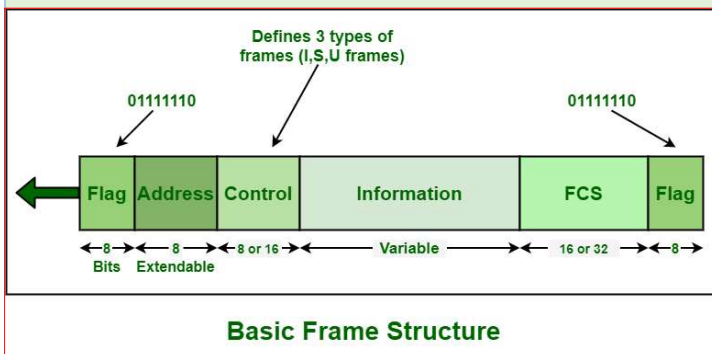 Defines 3 types of
frames (I,S,U frames)
01111110
01111110
Flag Address Control Information FCS Flag
8 8 8 or 16 Variable 16 or 32 8
Bits Extendable
Basic Frame Structure